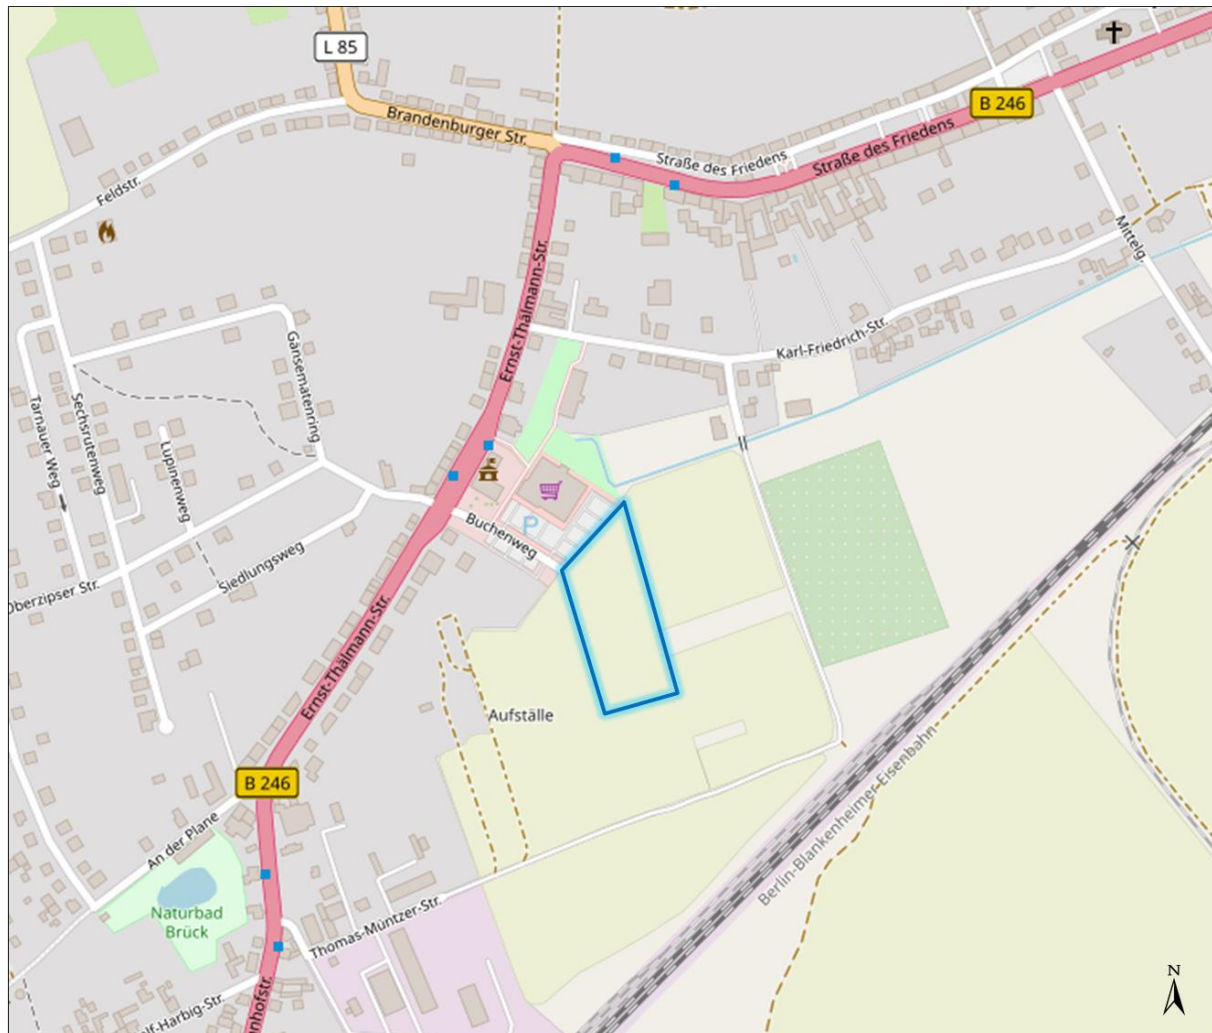 L 85
Brandenburger Str.
B 246
Straße des Friedens
Straße des Friedens
Feldstr.
Mittelg.
Ernst-Thälmann-Str.
Karl-Friedrich-Str.
Gänsematenring
Tarnauer Weg
Sechsrutenweg
Lupinenweg
P
Buchenweg
Siedlungsweg
Oberzipser Str.
Ernst-Thälmann-Str.
Aufställe
B 246
An der Plane
Berlin-Blankenheimer Eisenbahn
Naturbad
Brück
Thomas-Müntzer-Str.
N